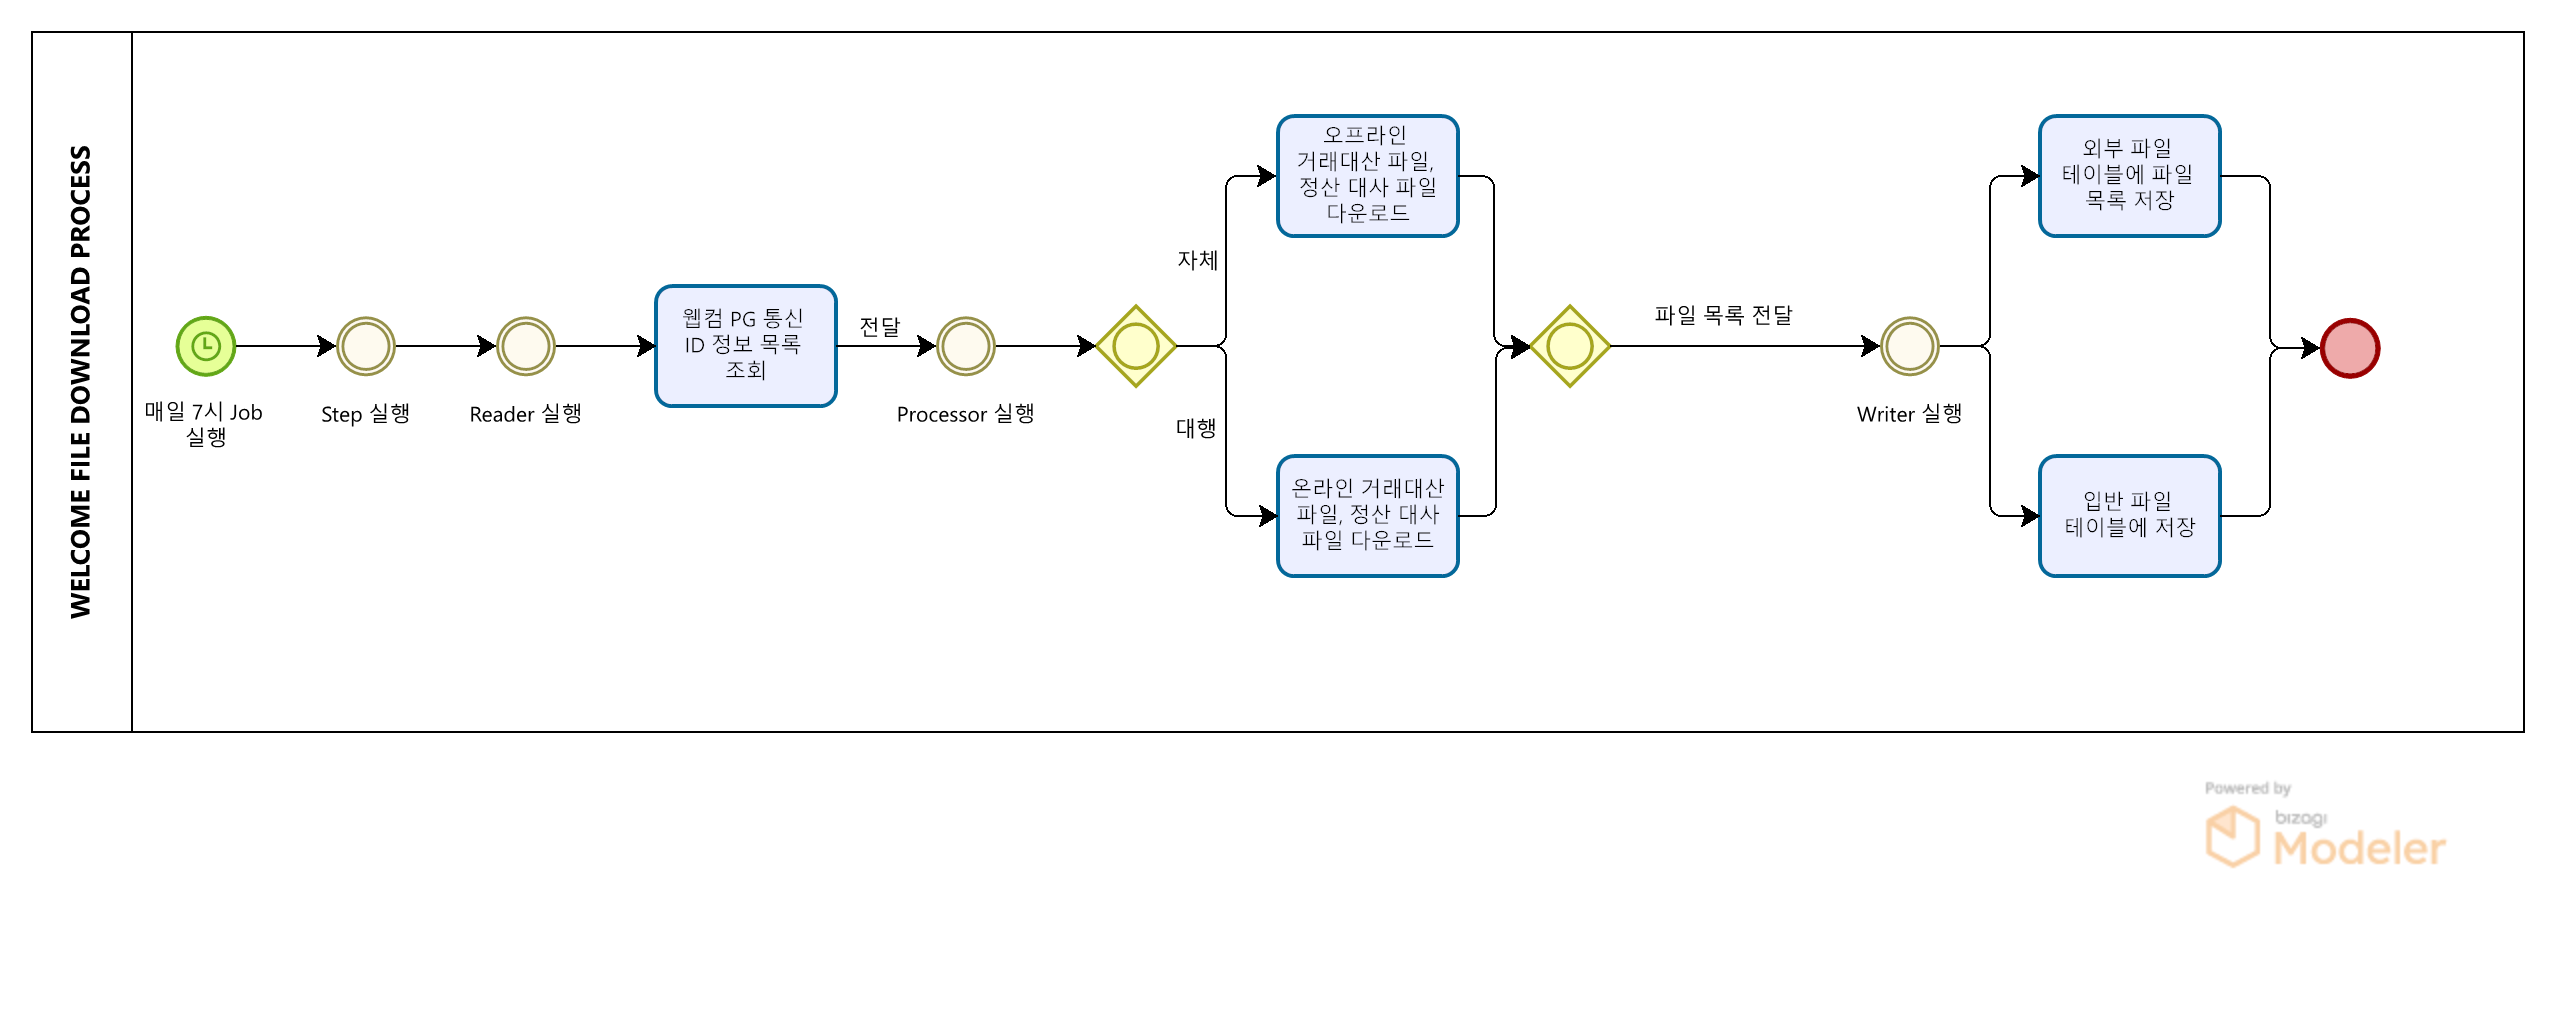 WELCOME FILE DOWNLOAD PROCESS
매일 7시 Job
실행
Step 실행
Reader 실행
웹컴 PG 통신
ID 정보 목록
조회
전달
Processor 실행
자체
대행
오프라인
거래대산 파일,
정산 대사 파일
다운로드
온라인 거래대산
파일, 정산 대사
파일 다운로드
파일 목록 전달
Writer 실행
외부 파일
테이블에 파일
목록 저장
입반 파일
테이블에 저장
Powered by
bizagi
Modeler